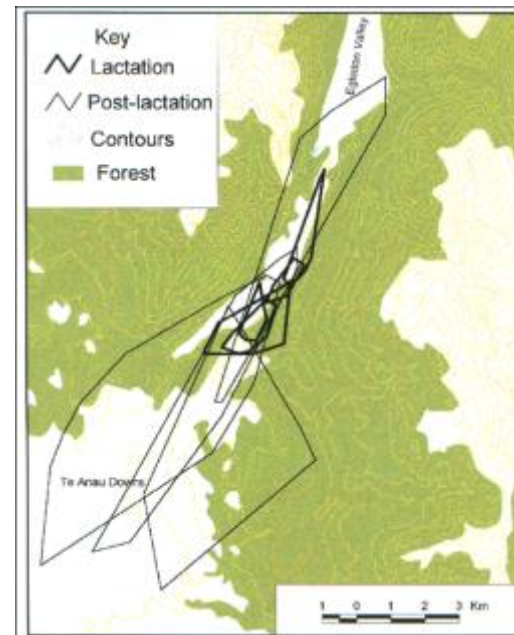 Key
Lactation
Post-lactation
Contours
Forest
Eglinton Valley
Te Anau Downs
1 0 1 2 3 Km